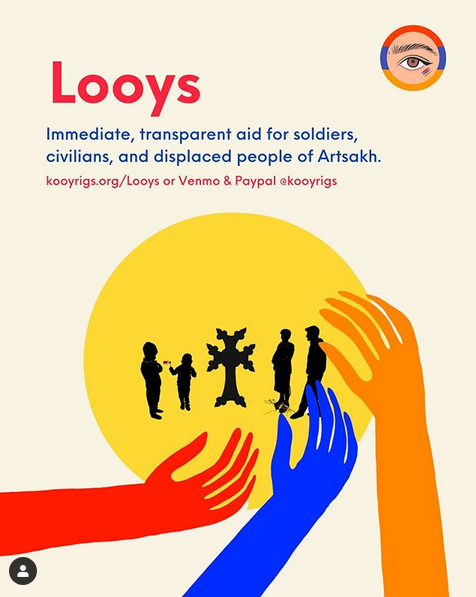 Looys
Immediate, transparent aid for soldiers,
civilians, and displaced people of Artsakh.
kooyrigs.org/Looys or Venmo & Paypal @kooyrigs